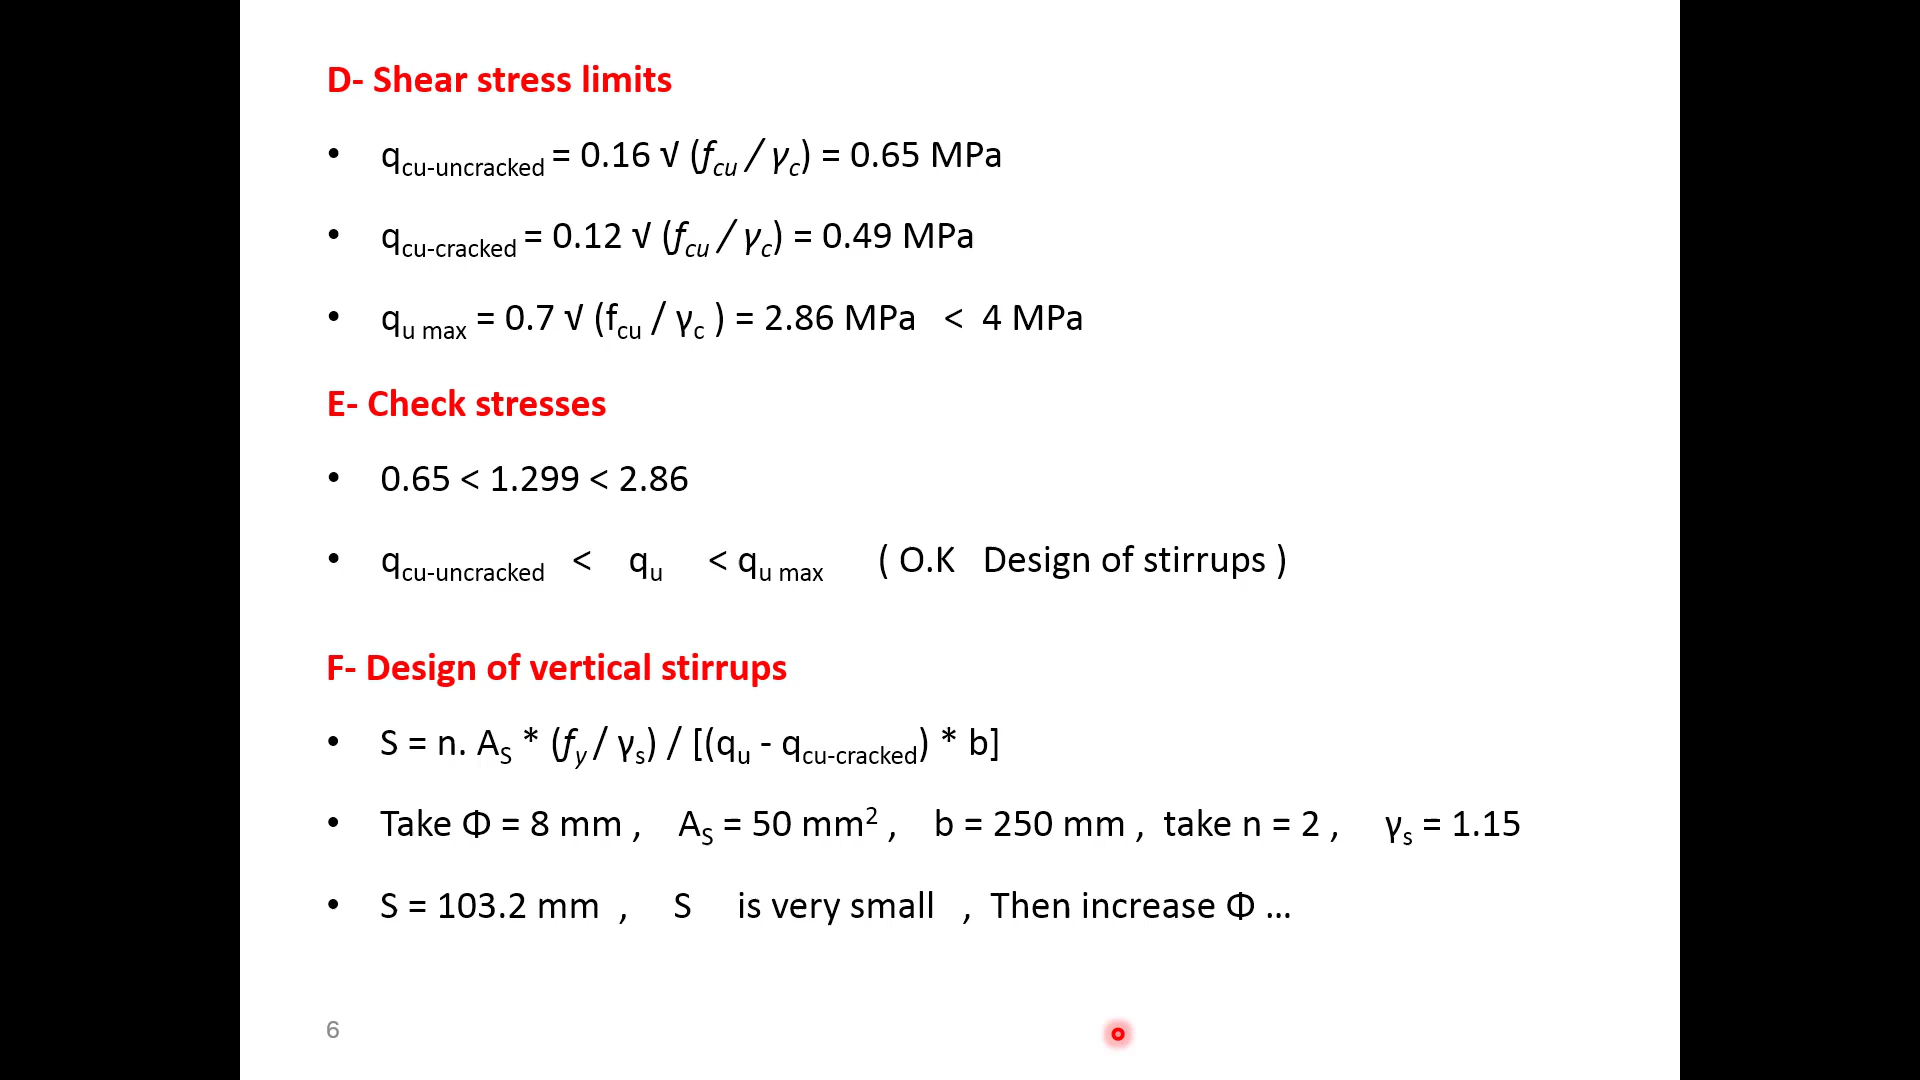 D- Shear stress limits
• qcu-uncracked = 0.16 √ (fcu / γc) = 0.65 MPa
• qcu-cracked = 0.12 √ (fcu / γc) = 0.49 MPa
• qu max = 0.7 √ (fcu / γc ) = 2.86 MPa < 4 MPa
E- Check stresses
• 0.65 < 1.299 < 2.86
• qcu-uncracked < qu < qu max ( O.K Design of stirrups )
F- Design of vertical stirrups
• S = n. AS * (fy / γs) / [(qu - qcu-cracked) * b]
• Take Φ = 8 mm , AS = 50 mm² , b = 250 mm , take n = 2 , γs = 1.15
• S = 103.2 mm , S is very small , Then increase Φ ...
6